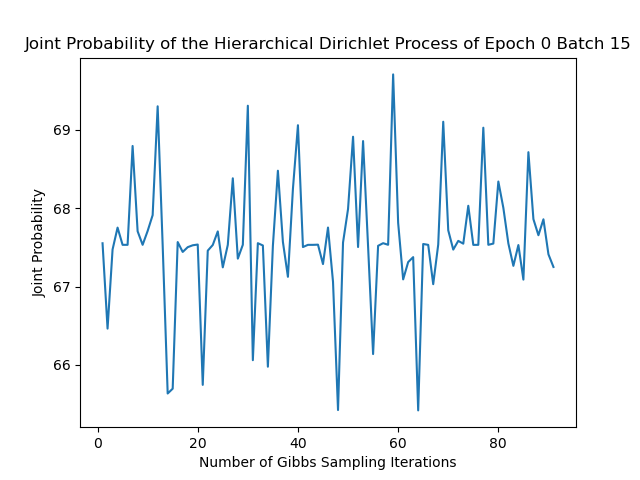 Joint Probability of the Hierarchical Dirichlet Process of Epoch 0 Batch 15
69
68
67
66
Joint Probability
0 20 40 60 80
Number of Gibbs Sampling Iterations